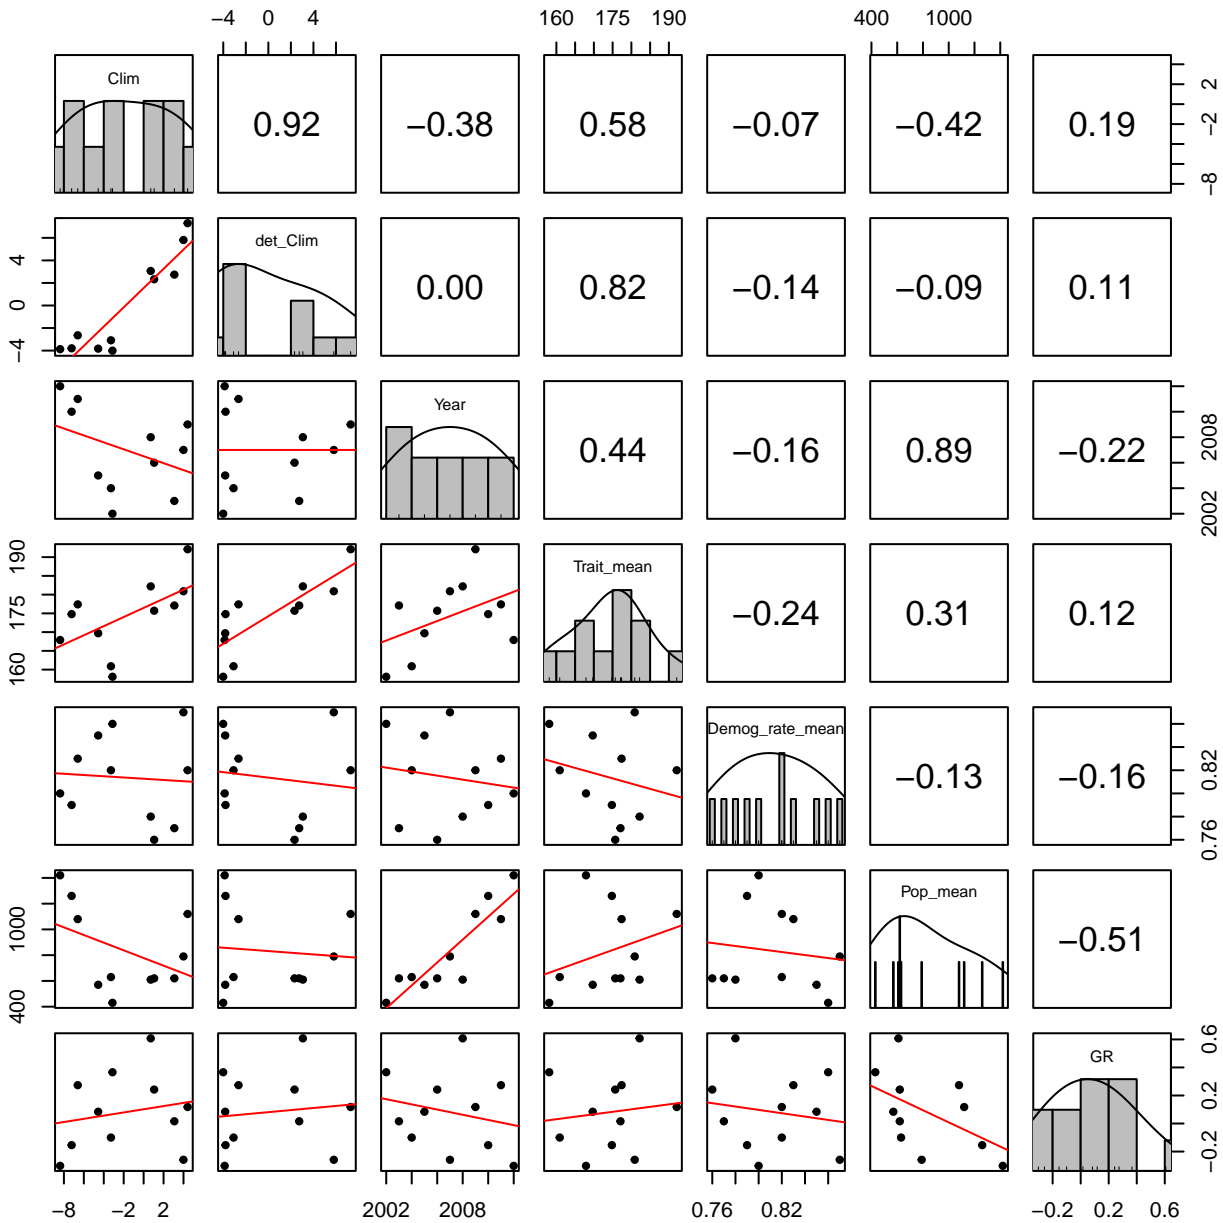 −4 0 4 160 175 190 400 1000
Clim 0.92 −0.38 0.58 −0.07 −0.42 0.19 −8 −2 2
−4 0 4 det_Clim 0.00 0.82 −0.14 −0.09 0.11
Year 0.44 −0.16 0.89 −0.22 2002 2008
160 175 190 Trait_mean −0.24 0.31 0.12
Demog_rate_mean −0.13 −0.16 0.76 0.82
400 1000 Pop_mean −0.51
GR −0.2 0.2 0.6
−8 −2 2 2002 2008 0.76 0.82 −0.2 0.2 0.6